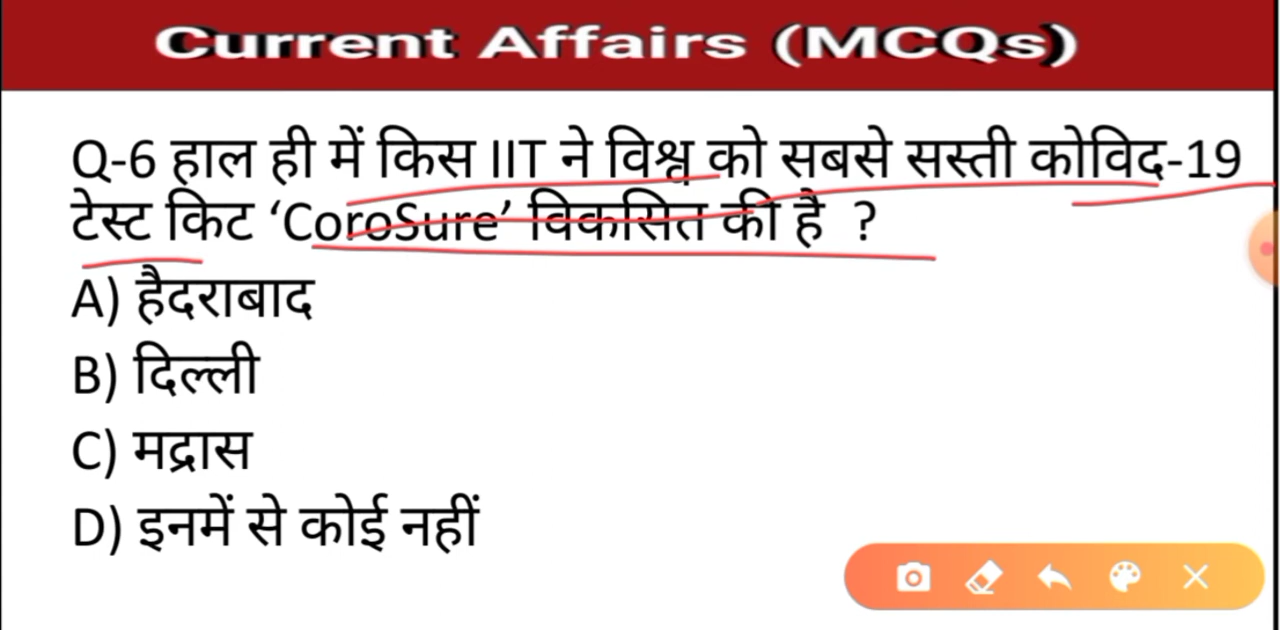 Current Affairs (MCQs)
Q-6 हाल ही में किस IIT ने विश्व को सबसे सस्ती कोविद-19
टेस्ट किट ‘CoroSure’ विकसित की है ?
A) हैदराबाद
B) दिल्ली
C) मद्रास
D) इनमें से कोई नहीं